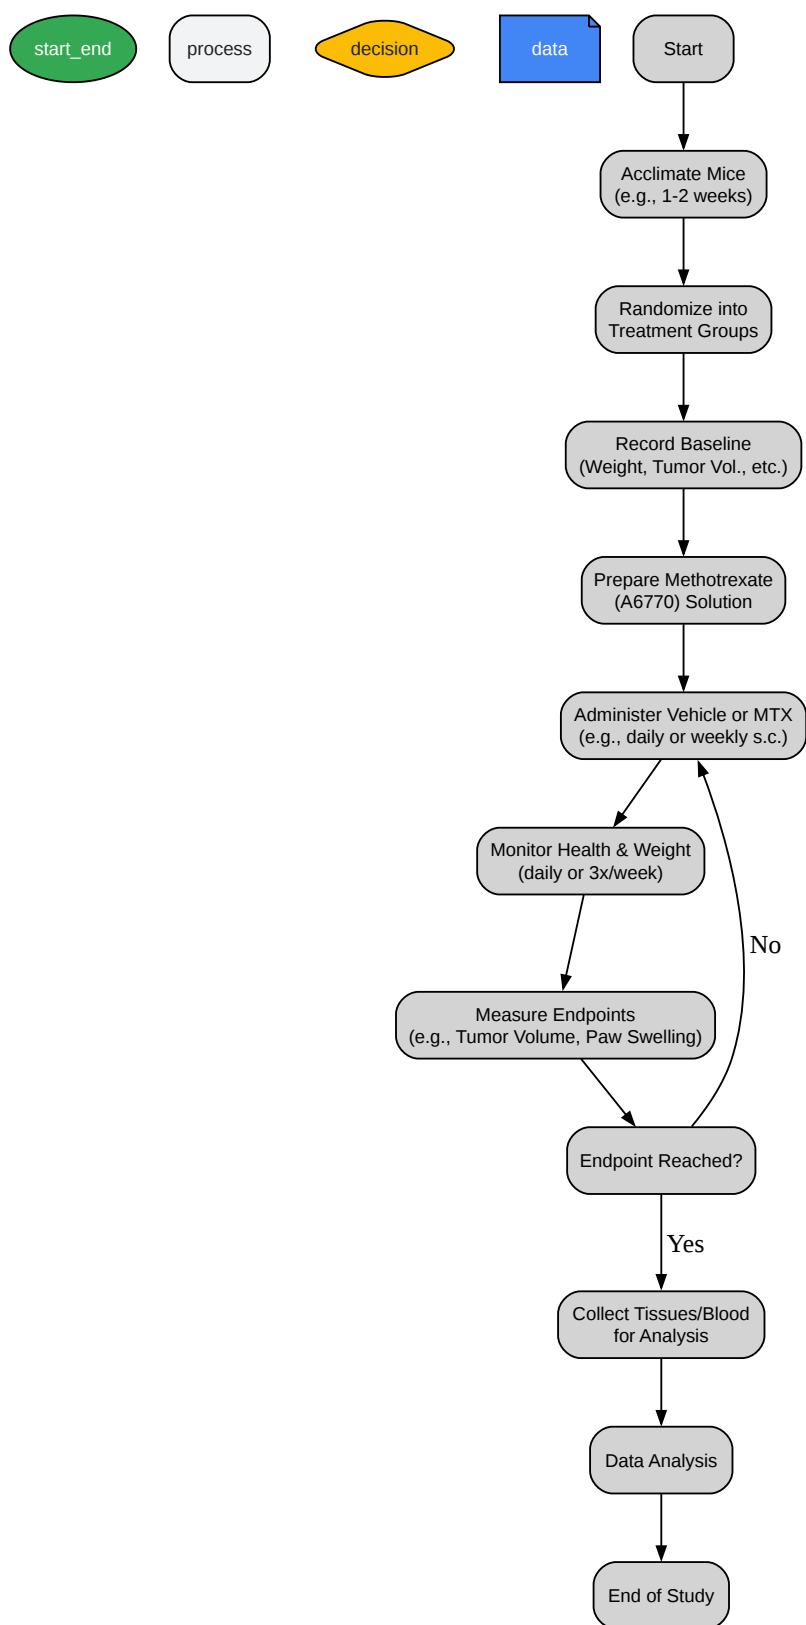 start_end
process
decision
data
Start
Acclimate Mice
(e.g., 1-2 weeks)
Randomize into
Treatment Groups
Record Baseline
(Weight, Tumor Vol., etc.)
Prepare Methotrexate
(A6770) Solution
Administer Vehicle or MTX
(e.g., daily or weekly s.c.)
Monitor Health & Weight
(daily or 3x/week)
No
Measure Endpoints
(e.g., Tumor Volume, Paw Swelling)
Endpoint Reached?
Yes
Collect Tissues/Blood
for Analysis
Data Analysis
End of Study